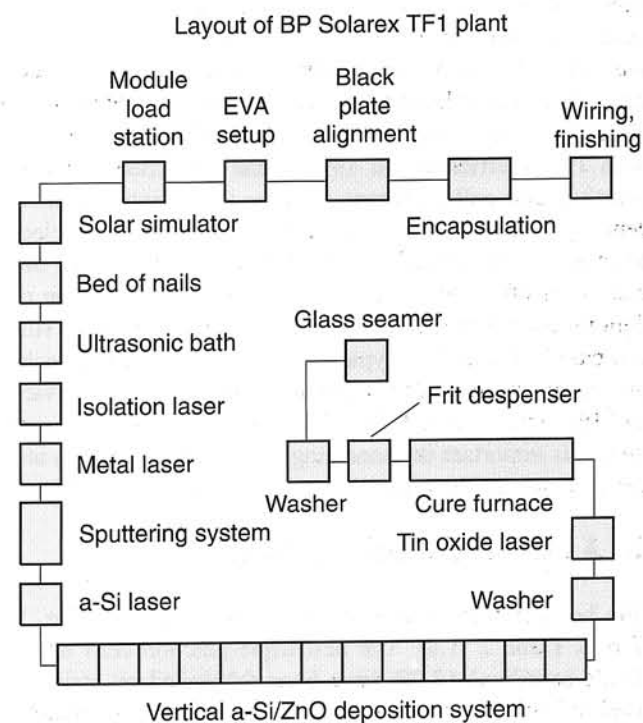 Layout of BP Solarex TF1 plant
Module
load
station
EVA
setup
Black
plate
alignment
Wiring,
finishing
Solar simulator
Encapsulation
Bed of nails
Glass seamer
Ultrasonic bath
Frit despenser
Isolation laser
Metal laser
Washer
Cure furnace
Sputtering system
Tin oxide laser
a-Si laser
Washer
Vertical a-Si/ZnO deposition system